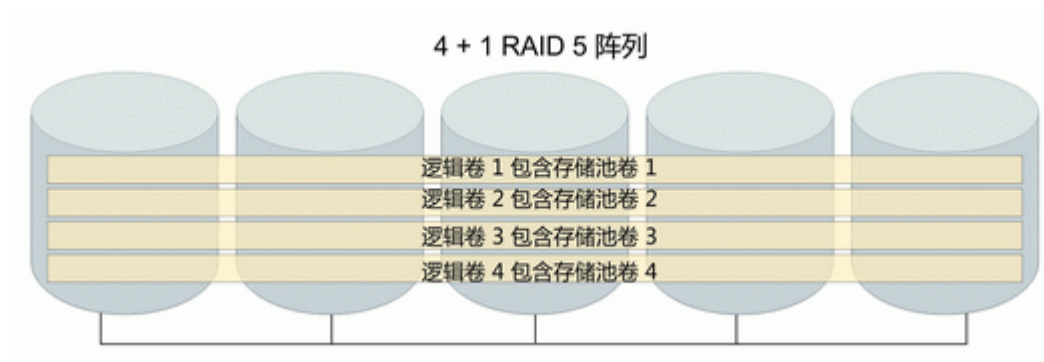 4 + 1 RAID 5 阵列
逻辑卷 1 包含存储池卷 1
逻辑卷 2 包含存储池卷 2
逻辑卷 3 包含存储池卷 3
逻辑卷 4 包含存储池卷 4